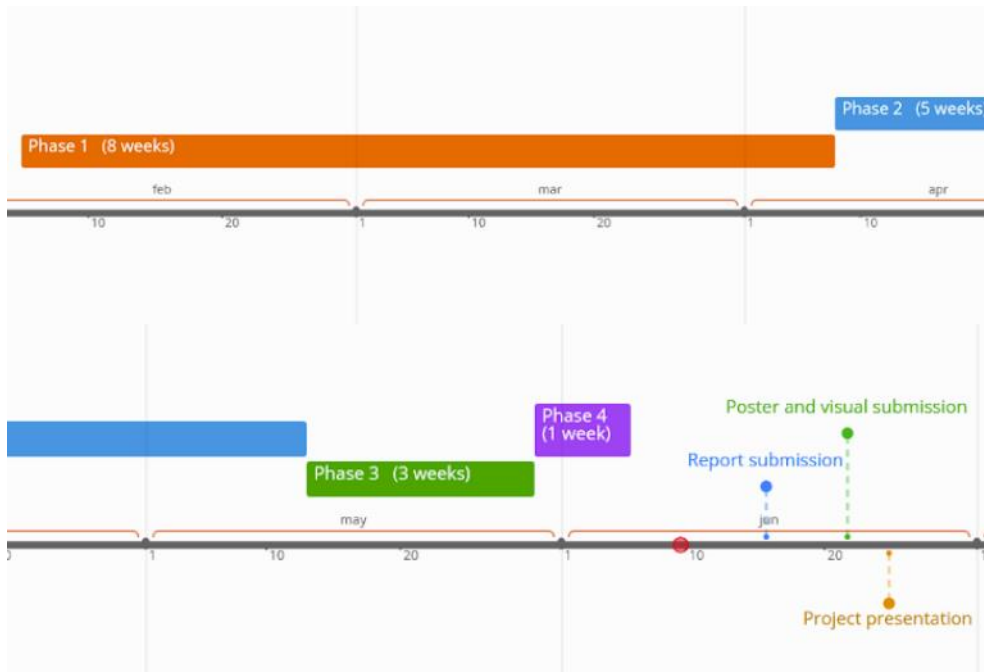 Phase 2 (5 weeks
Phase 1 (8 weeks)
feb mar apr
10 20 1 10 20 1 10
Poster and visual submission
Phase 4
(1 week)
Report submission
Phase 3 (3 weeks)
may jun
1 10 20 1 10 20
Project presentation